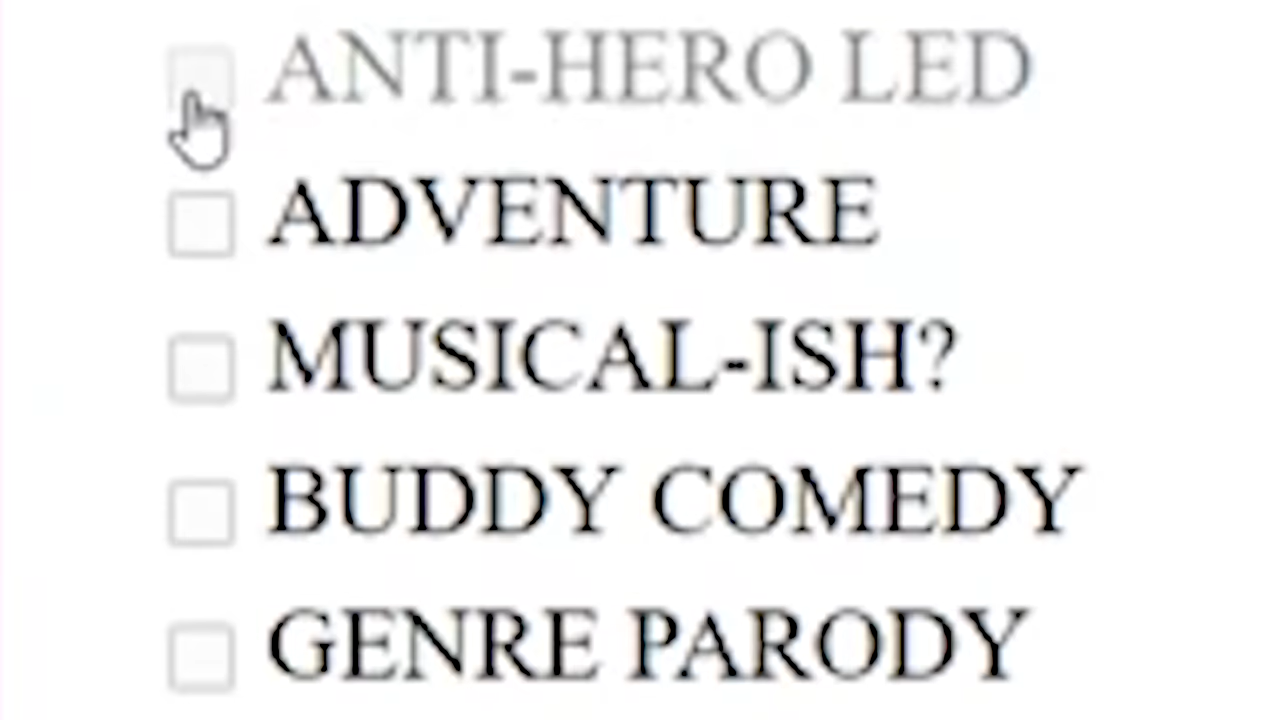 ANTI-HERO LED
ADVENTURE
MUSICAL-ISH?
BUDDY COMEDY
GENRE PARODY